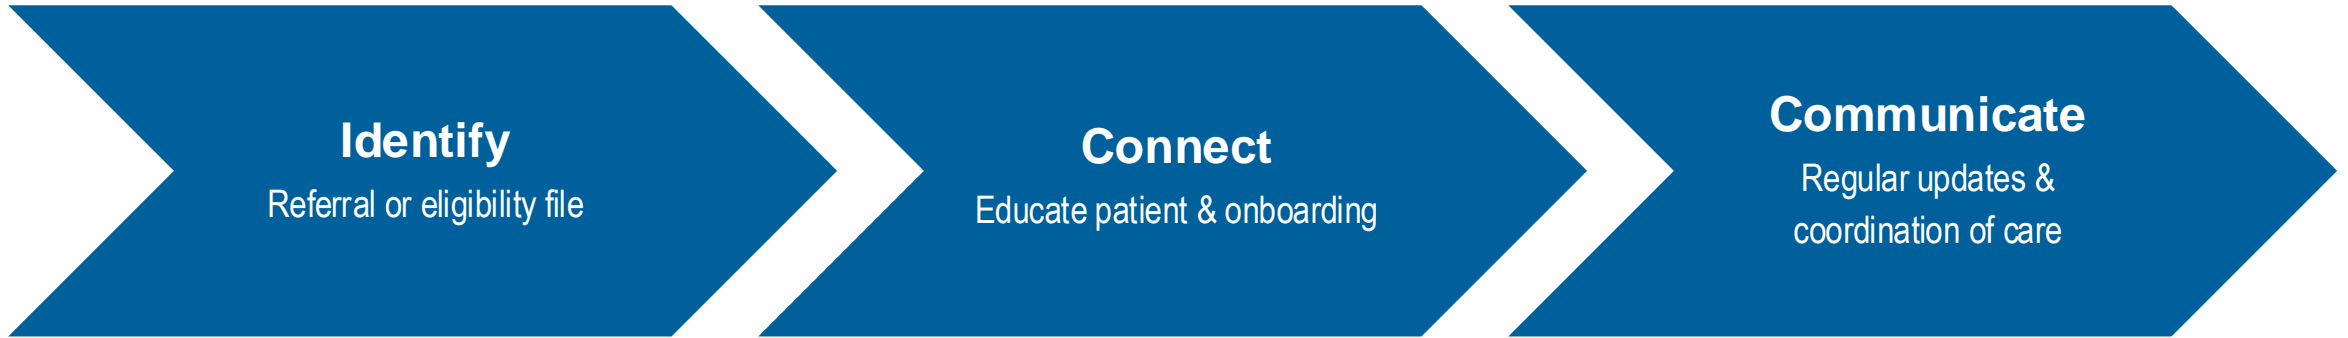 Identify
Referral or eligibility file
Connect
Educate patient & onboarding
Communicate
Regular updates &
coordination of care